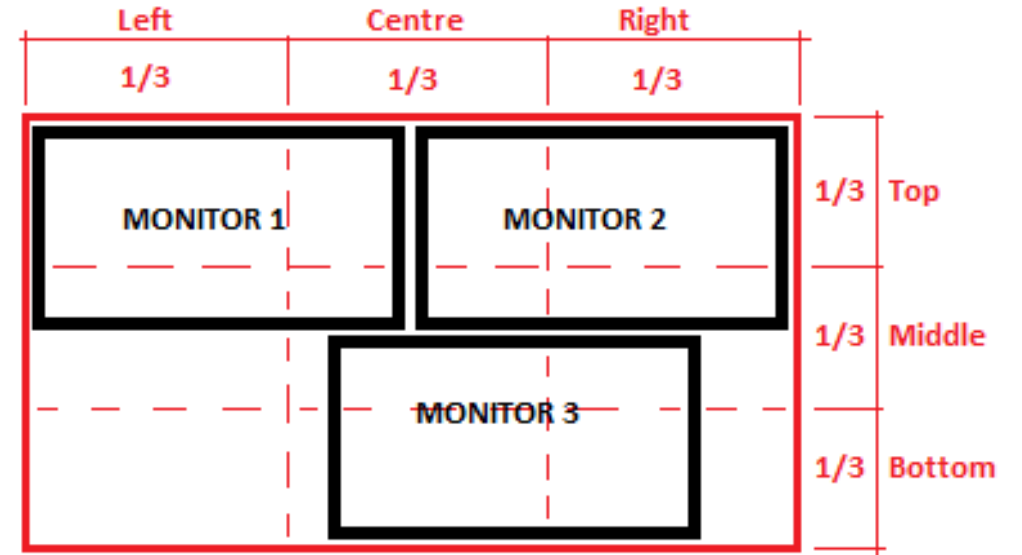 Left Centre Right
1/3 1/3 1/3
MONITOR 1 MONITOR 2 1/3 Top
1/3 Middle
MONITOR 3
1/3 Bottom